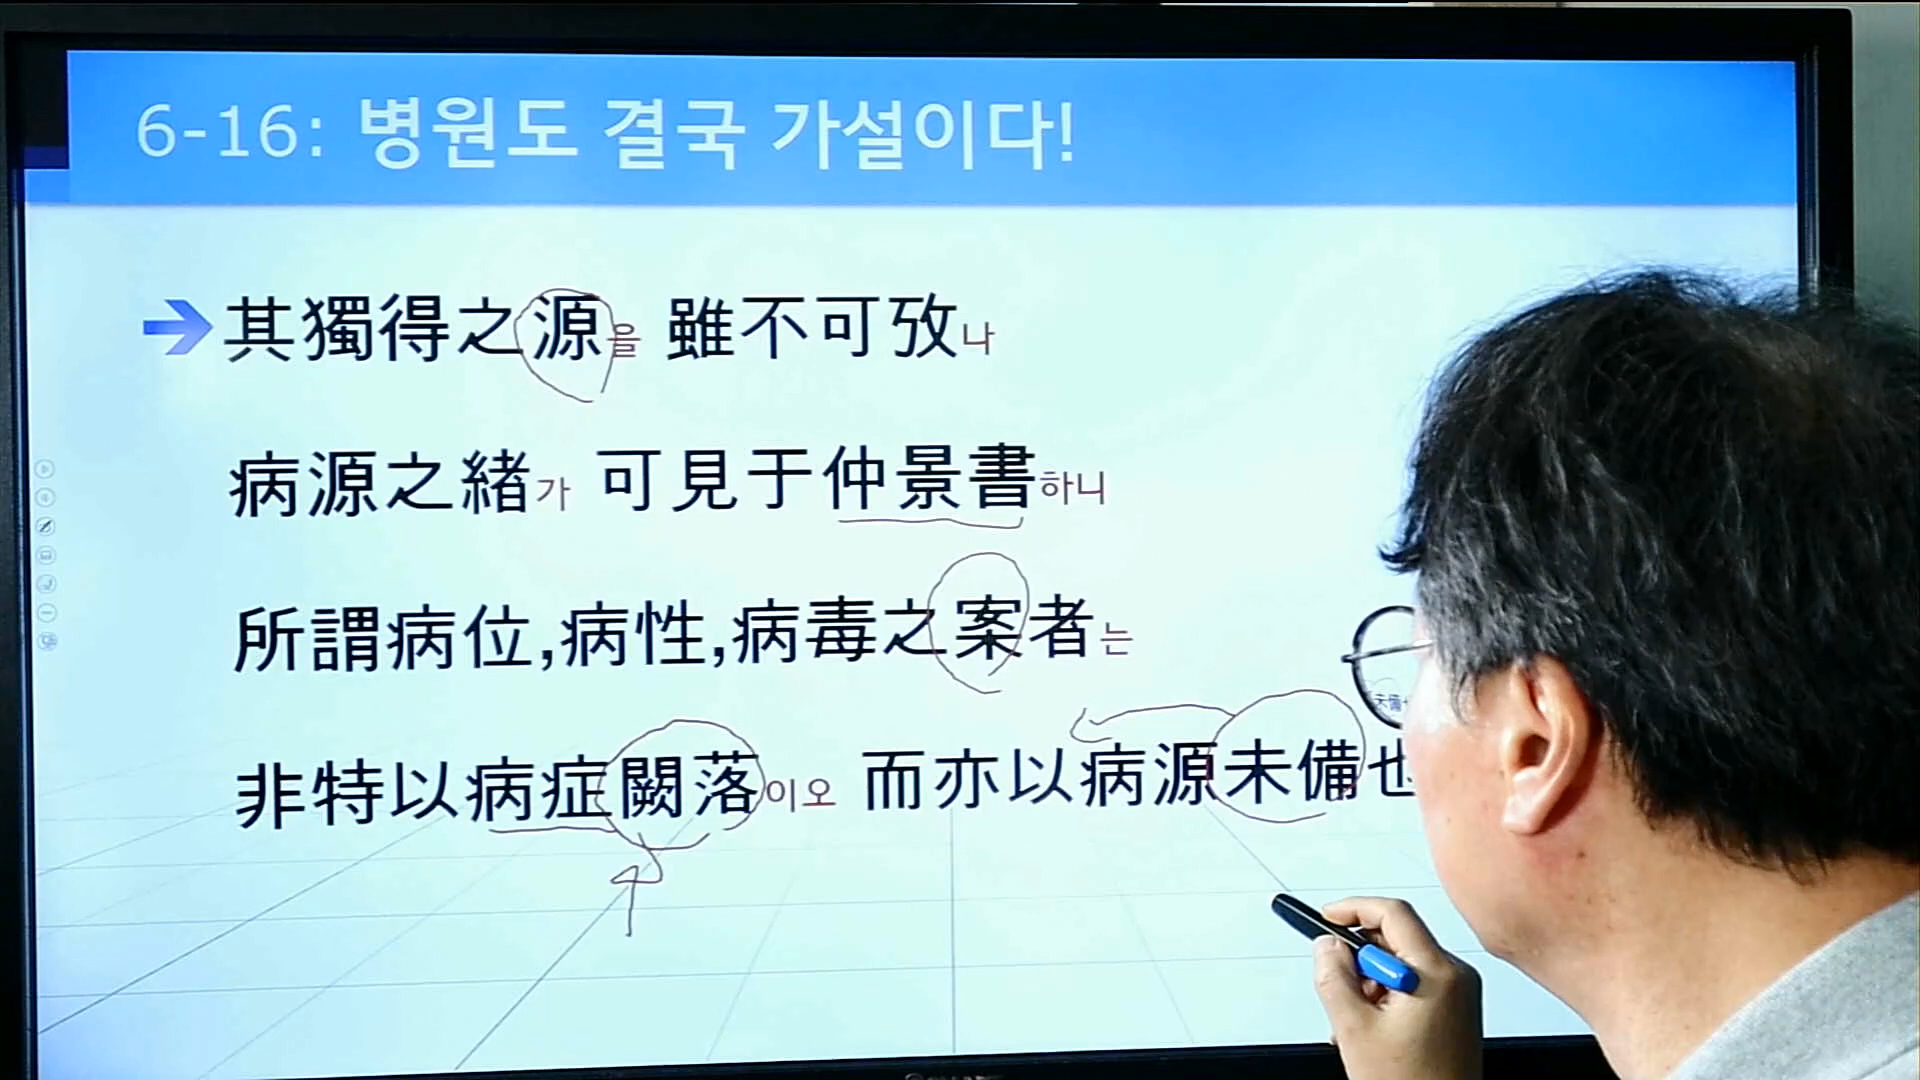 6-16: 병원도 결국 가설이다!
其獨得之源을 雖不可攷나
病源之緖가 可見于仲景書하니
所謂病位,病性,病毒之案者는
非特以病症闕落이오 而亦以病源未備也